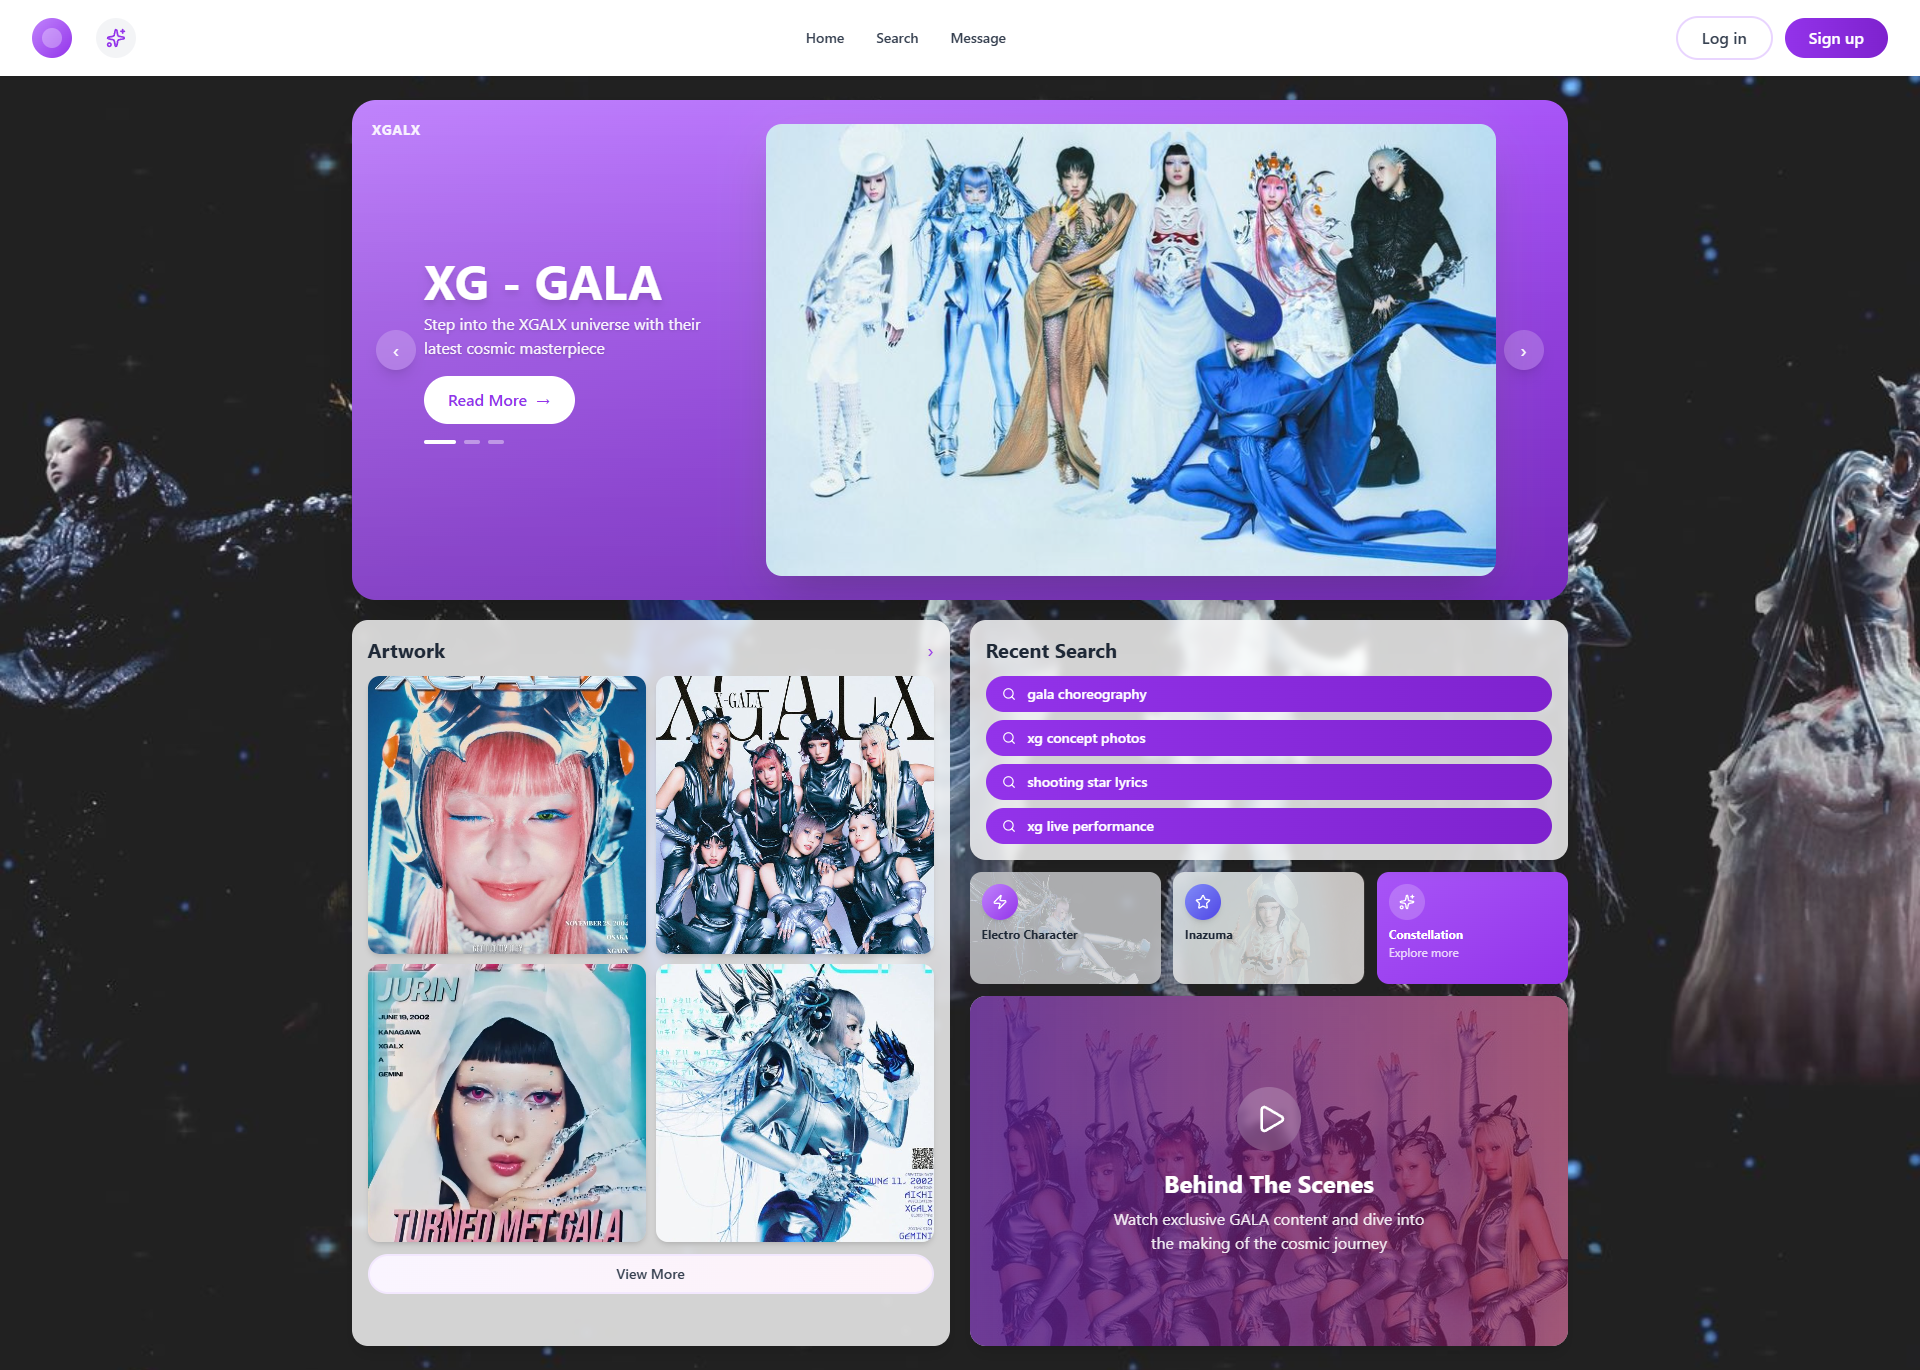 Home
Search
Message
Log in
Sign up
XGALX
XG - GALA
Step into the XGALX universe with their
latest cosmic masterpiece
Read More →
Artwork
XGALX
NOVEMBER 25, 2004
OSAKA
XGALX
XGALX
X-GALA
JURIN
JUNE 19, 2002
KANAGAWA
XGALX
A
GEMINI
TURNED MET GALA
JUNE 11, 2002
AICHI
XGALX
O
GEMINI
View More
Recent Search
gala choreography
xg concept photos
shooting star lyrics
xg live performance
Electro Character
Inazuma
Constellation
Explore more
Behind The Scenes
Watch exclusive GALA content and dive into
the making of the cosmic journey